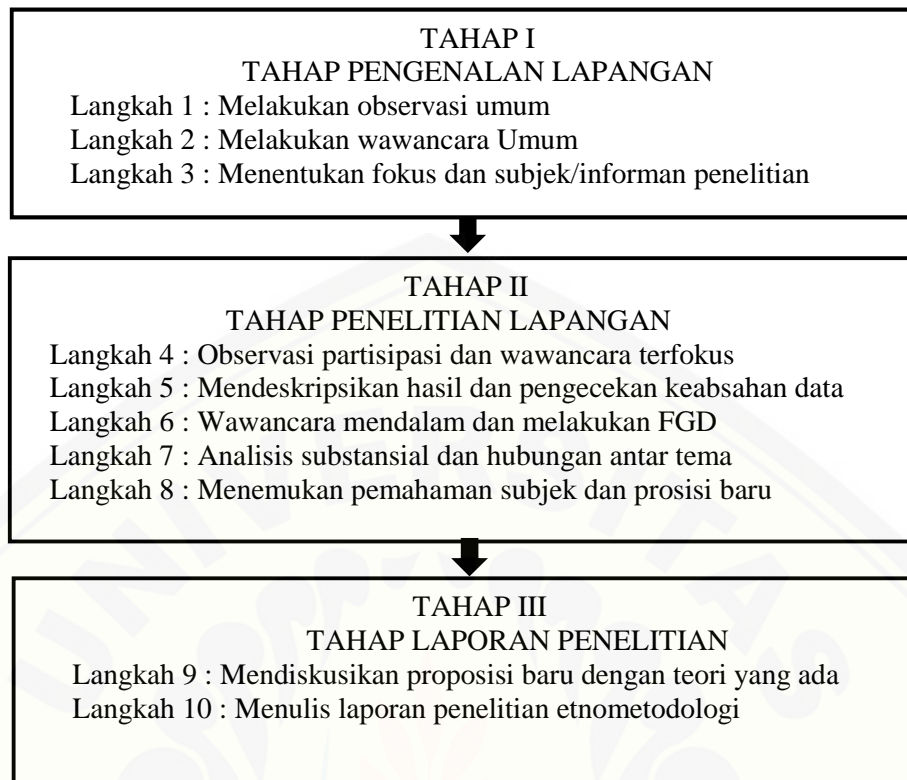 TAHAP I
TAHAP PENGENALAN LAPANGAN
Langkah 1 : Melakukan observasi umum
Langkah 2 : Melakukan wawancara Umum
Langkah 3 : Menentukan fokus dan subjek/informan penelitian
TAHAP II
TAHAP PENELITIAN LAPANGAN
Langkah 4 : Observasi partisipasi dan wawancara terfokus
Langkah 5 : Mendeskripsikan hasil dan pengecekan keabsahan data
Langkah 6 : Wawancara mendalam dan melakukan FGD
Langkah 7 : Analisis substansial dan hubungan antar tema
Langkah 8 : Menemukan pemahaman subjek dan prosisi baru
UNIVERSITAS
TAHAP III
TAHAP LAPORAN PENELITIAN
Langkah 9 : Mendiskusikan proposisi baru dengan teori yang ada
Langkah 10 : Menulis laporan penelitian etnometodologi